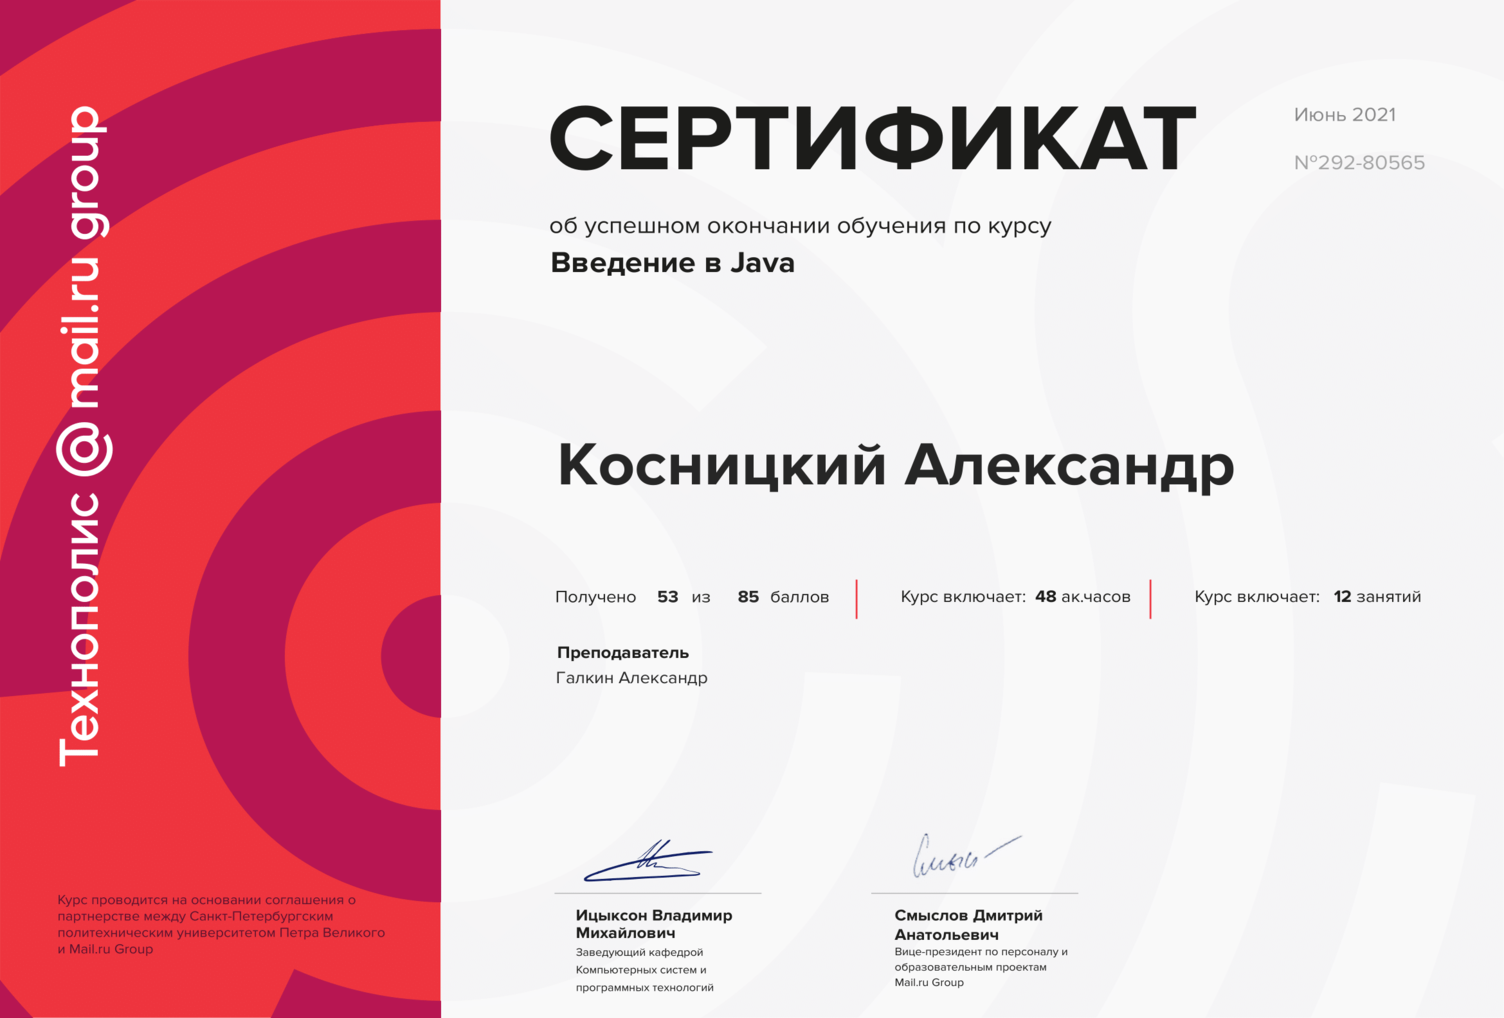 Технополис @ mail.ru group
Курс проводится на основании соглашения о
партнерстве между Санкт-Петербургским
политехническим университетом Петра Великого
и Mail.ru Group
СЕРТИФИКАТ
Июнь 2021
№292-80565
об успешном окончании обучения по курсу
Введение в Java
Косницкий Александр
Получено 53 из 85 баллов
Курс включает: 48 ак.часов
Курс включает: 12 занятий
Преподаватель
Галкин Александр
Ицыксон Владимир
Михайлович
Заведующий кафедрой
Компьютерных систем и
программных технологий
Смыслов Дмитрий
Анатольевич
Вице-президент по персоналу и
образовательным проектам
Mail.ru Group